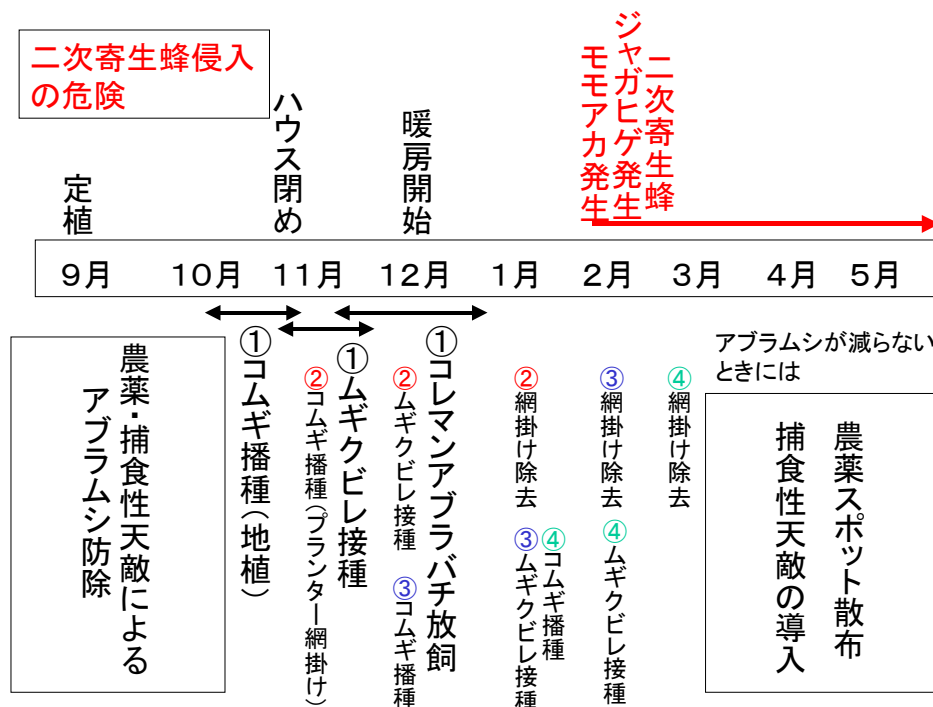 二次寄生蜂侵入
の危険
定植
ハウス閉め
暖房開始
二次寄生蜂
ジャガヒゲ発生
モモアカ発生
9月
10月
11月
12月
1月
2月
3月
4月
5月
農薬・捕食性天敵による
アブラムシ防除
①コムギ播種(地植)
②コムギ播種(プランター網掛け)
①ムギクビレ接種
②ムギクビレ接種
③コムギ播種
①コレマンアブラバチ放飼
②網掛け除去
③ムギクビレ接種
④コムギ播種
③網掛け除去
④ムギクビレ接種
④網掛け除去
アブラムシが減らない
ときには
農薬スポット散布
捕食性天敵の導入